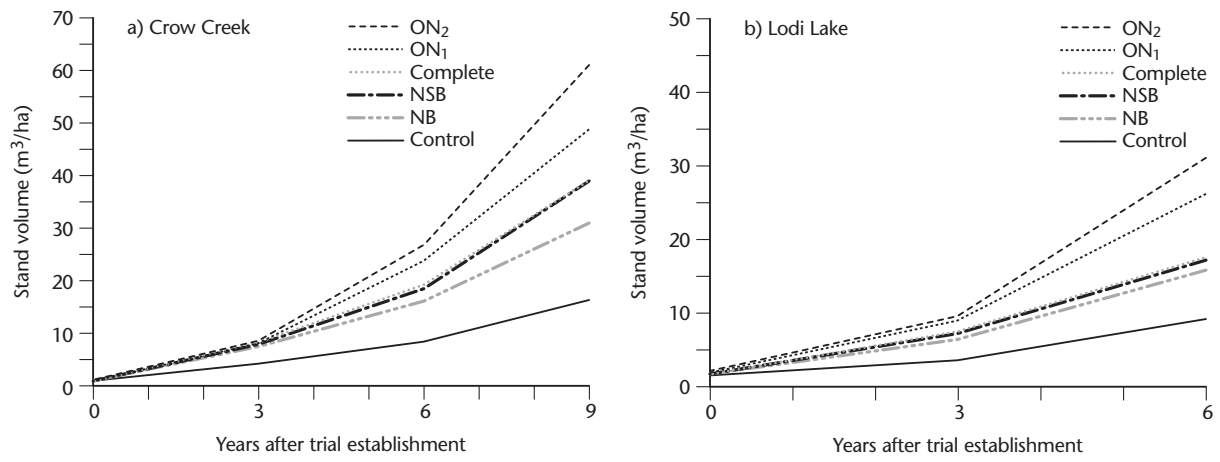 a) Crow Creek
ON₂
ON₁
Complete
NSB
NB
Control
Stand volume (m³/ha)
70
60
50
40
30
20
10
0
0 3 6 9
Years after trial establishment
b) Lodi Lake
ON₂
ON₁
Complete
NSB
NB
Control
Stand volume (m³/ha)
50
40
30
20
10
0
0 3 6
Years after trial establishment